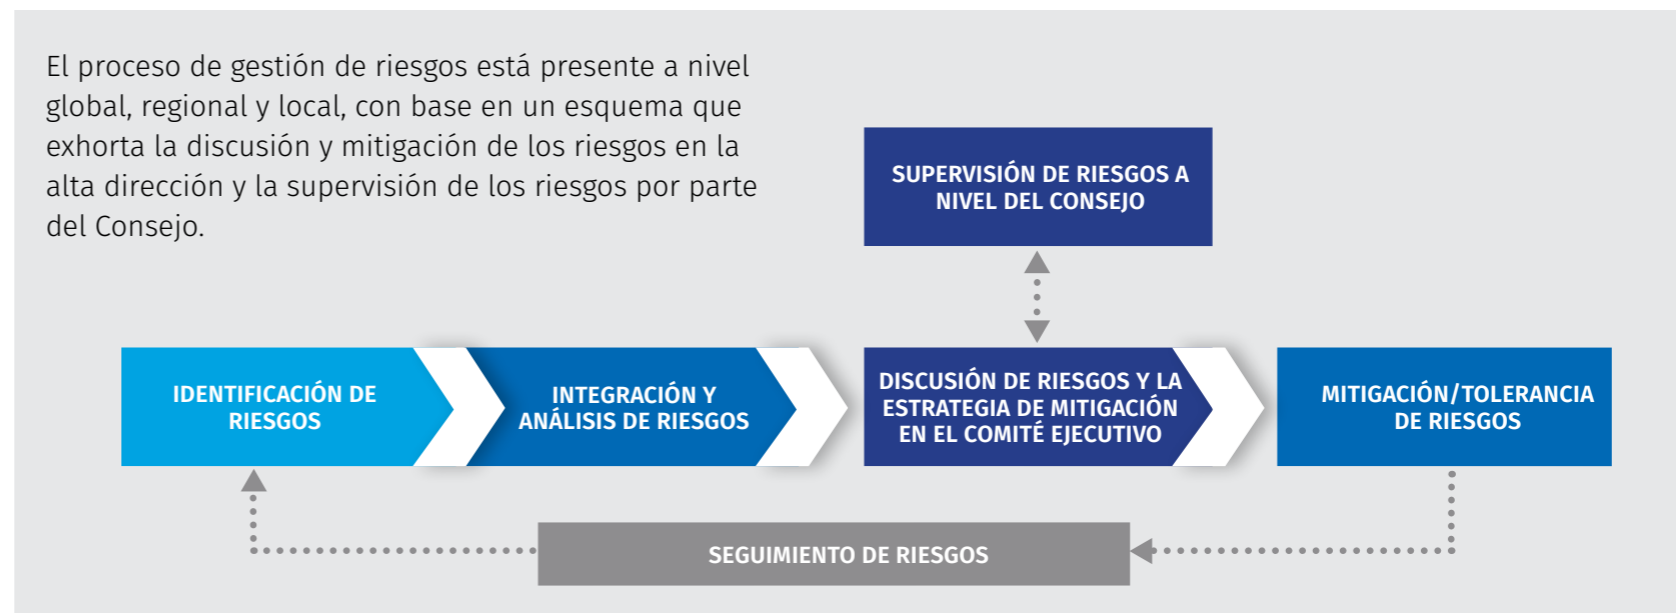 El proceso de gestión de riesgos está presente a nivel
global, regional y local, con base en un esquema que
exhorta la discusión y mitigación de los riesgos en la
alta dirección y la supervisión de los riesgos por parte
del Consejo.
SUPERVISIÓN DE RIESGOS A
NIVEL DEL CONSEJO
IDENTIFICACIÓN DE
RIESGOS
INTEGRACIÓN Y
ANÁLISIS DE RIESGOS
DISCUSIÓN DE RIESGOS Y LA
ESTRATEGIA DE MITIGACIÓN
EN EL COMITÉ EJECUTIVO
MITIGACIÓN/TOLERANCIA
DE RIESGOS
SEGUIMIENTO DE RIESGOS